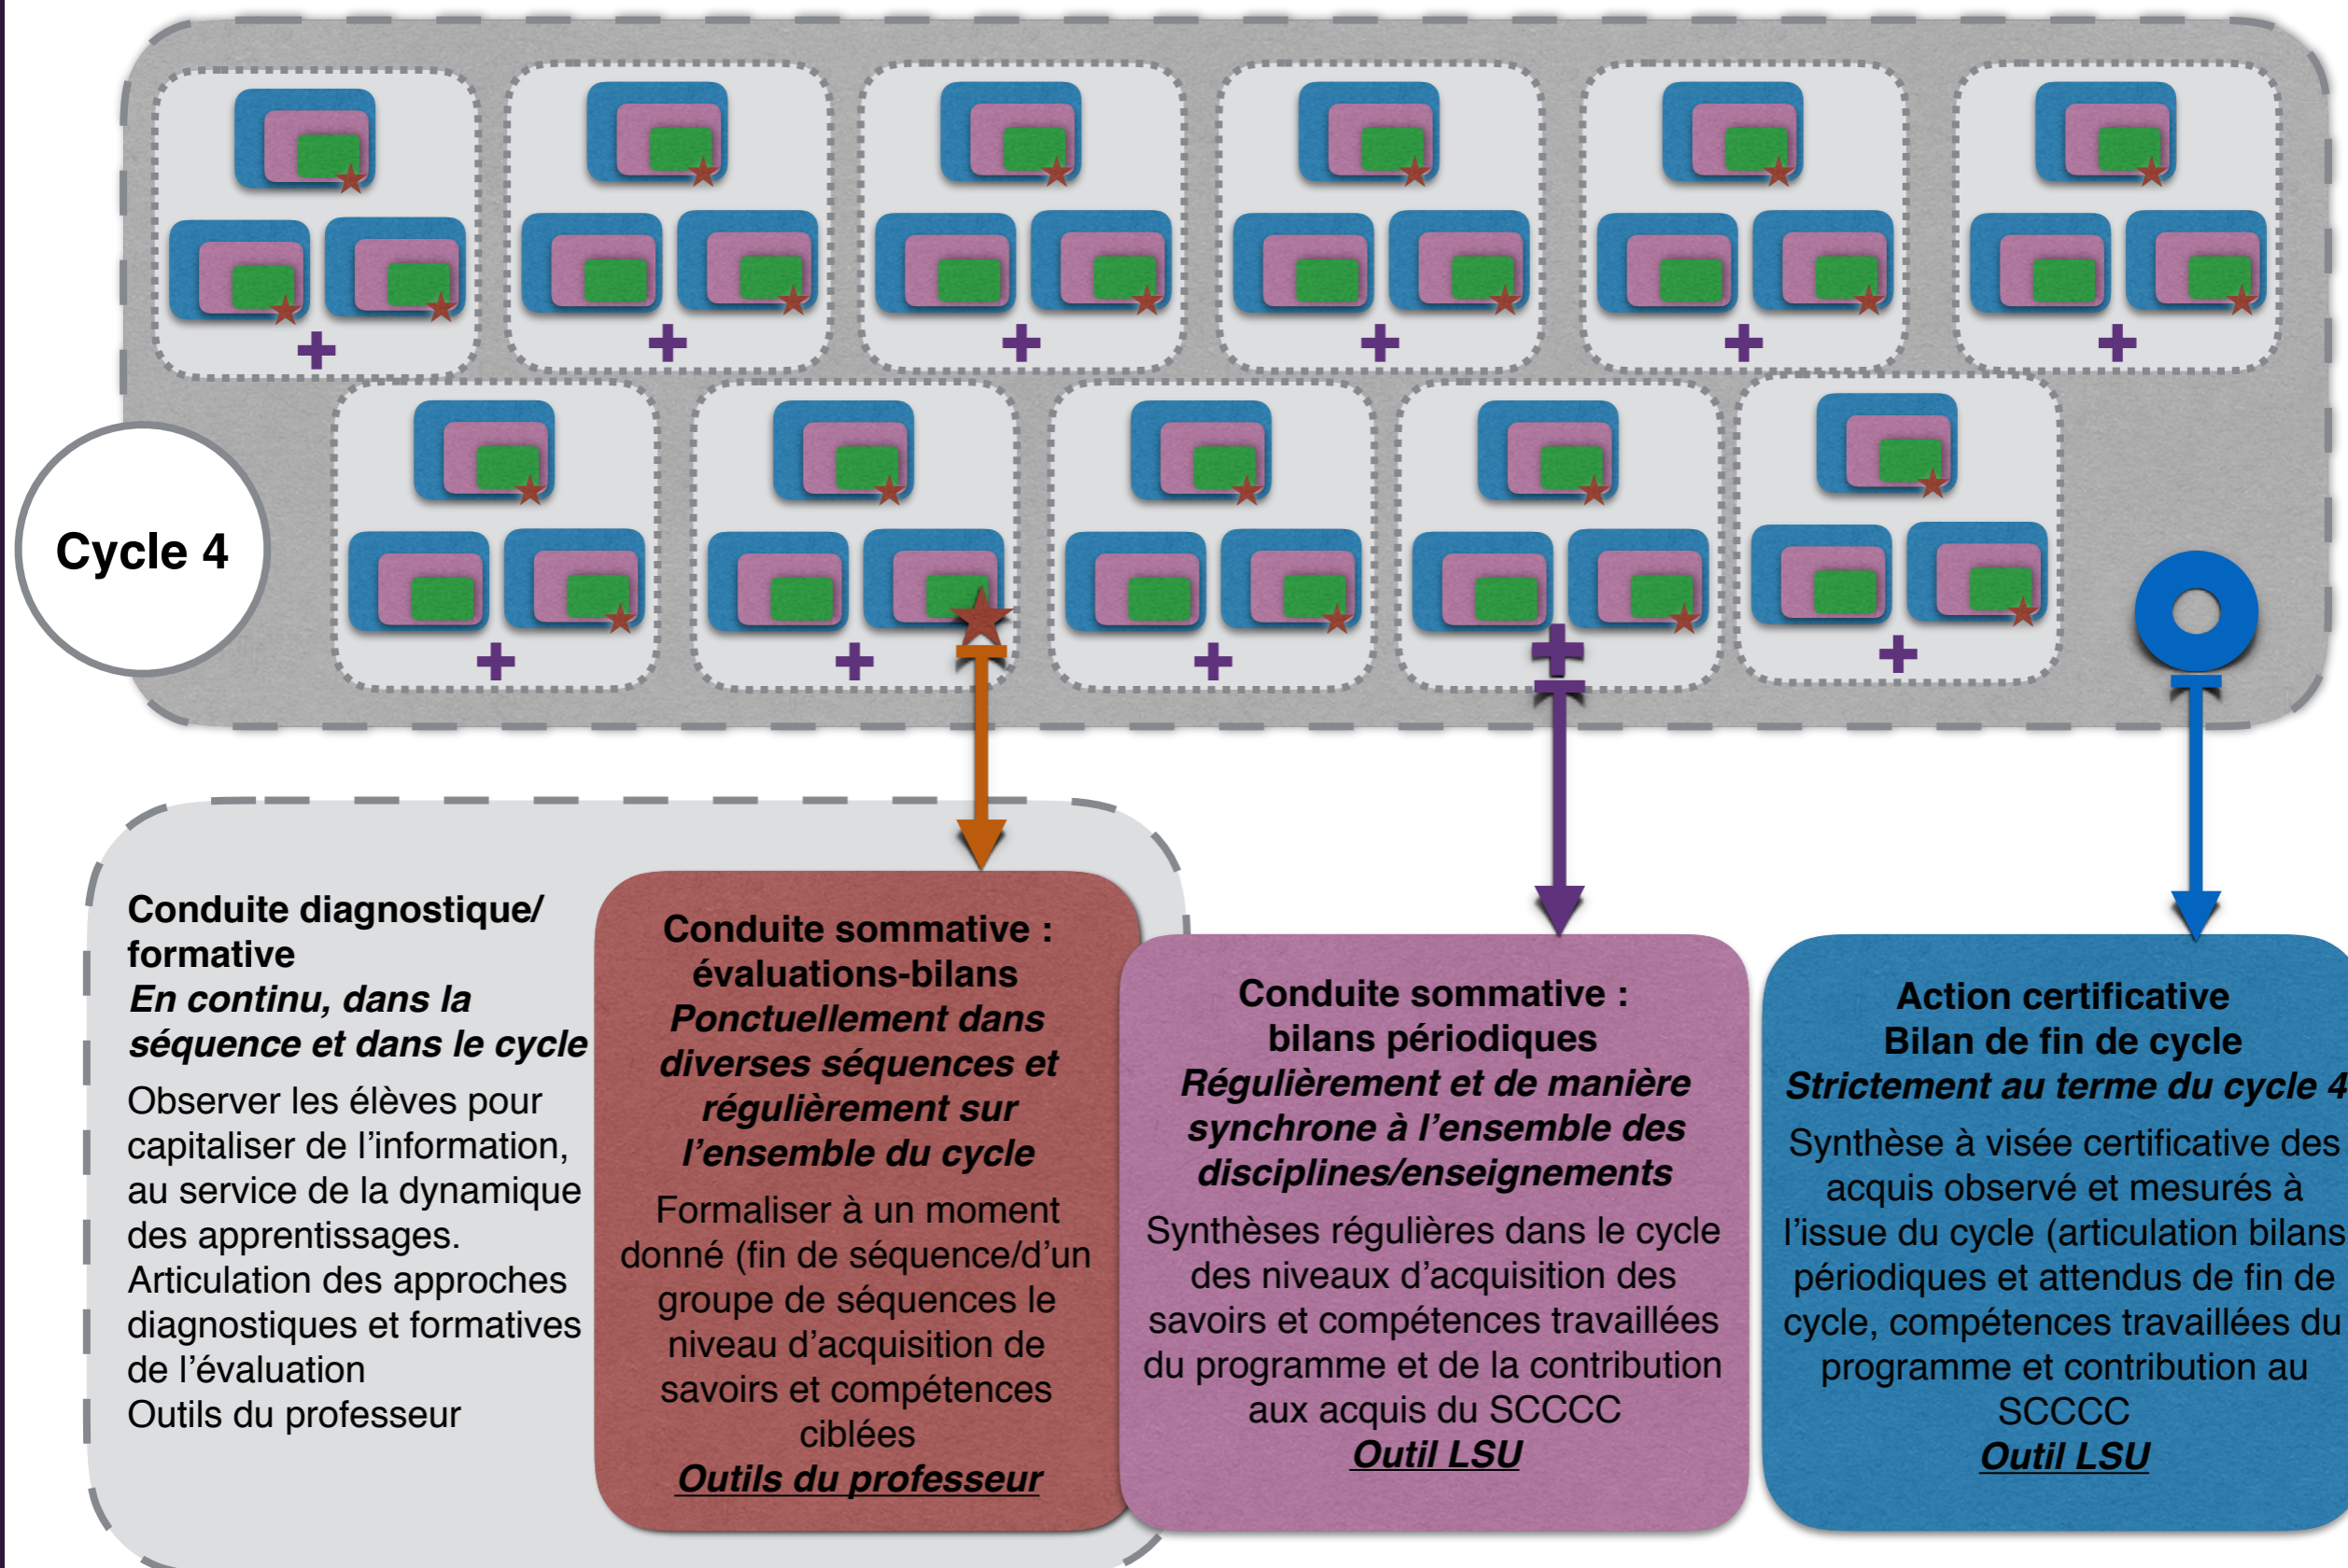 Cycle 4
Conduite diagnostique/
formative
En continu, dans la
séquence et dans le cycle
Observer les élèves pour
capitaliser de l'information,
au service de la dynamique
des apprentissages.
Articulation des approches
diagnostiques et formatives
de l'évaluation
Outils du professeur
Conduite sommative :
évaluations-bilans
Ponctuellement dans
diverses séquences et
régulièrement sur
l'ensemble du cycle
Formaliser à un moment
donné (fin de séquence/d'un
groupe de séquences le
niveau d'acquisition de
savoirs et compétences
ciblées
Outils du professeur
Conduite sommative :
bilans périodiques
Régulièrement et de manière
synchrone à l'ensemble des
disciplines/enseignements
Synthèses régulières dans le cycle
des niveaux d'acquisition des
savoirs et compétences travaillées
du programme et de la contribution
aux acquis du SCCCC
Outil LSU
Action certificative
Bilan de fin de cycle
Strictement au terme du cycle 4
Synthèse à visée certificative des
acquis observé et mesurés à
l'issue du cycle (articulation bilans
périodiques et attendus de fin de
cycle, compétences travaillées du
programme et contribution au
SCCCC
Outil LSU